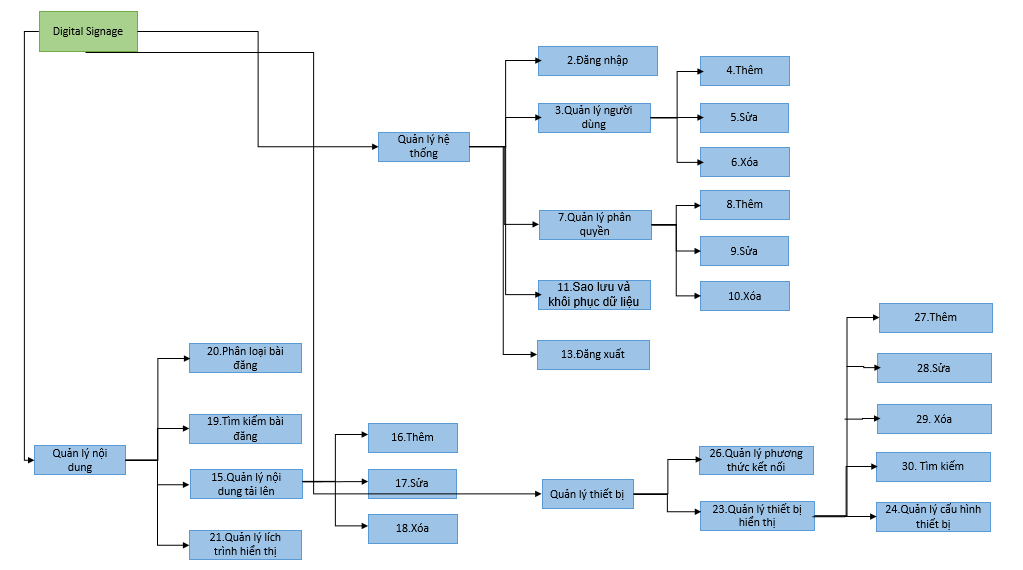 Digital Signage
2.Đăng nhập
4.Thêm
3.Quản lý người
dùng
5.Sửa
Quản lý hệ
thống
6.Xóa
7.Quản lý phân
quyền
8.Thêm
9.Sửa
11.Sao lưu và
khôi phục dữ liệu
10.Xóa
13.Đăng xuất
27.Thêm
20.Phân loại bài
đăng
28.Sửa
19.Tìm kiếm bài
đăng
29. Xóa
16.Thêm
Quản lý nội
dung
26.Quản lý phương
thức kết nối
30. Tìm kiếm
15.Quản lý nội
dung tải lên
17.Sửa
Quản lý thiết bị
23.Quản lý thiết bị
hiển thị
24.Quản lý cấu hình
thiết bị
18.Xóa
21.Quản lý lích
trình hiển thị